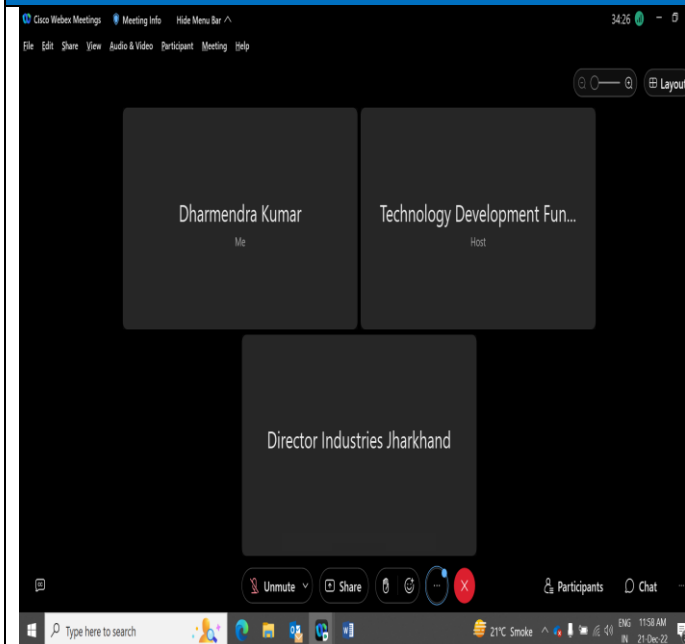 Cisco Webex Meetings Meeting Info Hide Menu Bar 34:26
File Edit Share View Audio & Video Participant Meeting Help
Layout
Dharmendra Kumar
Me
Technology Development Fun...
Host
Director Industries Jharkhand
Unmute Share Participants Chat
Type here to search 21°C Smoke ENG 11:58 AM
IN 21-Dec-22